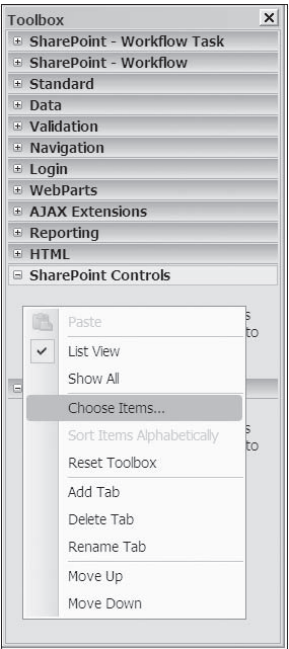 Toolbox
SharePoint - Workflow Task
SharePoint - Workflow
Standard
Data
Validation
Navigation
Login
WebParts
AJAX Extensions
Reporting
HTML
SharePoint Controls
Paste
to
List View
Show All
Choose Items...
Sort Items Alphabetically
to
Reset Toolbox
Add Tab
Delete Tab
Rename Tab
Move Up
Move Down